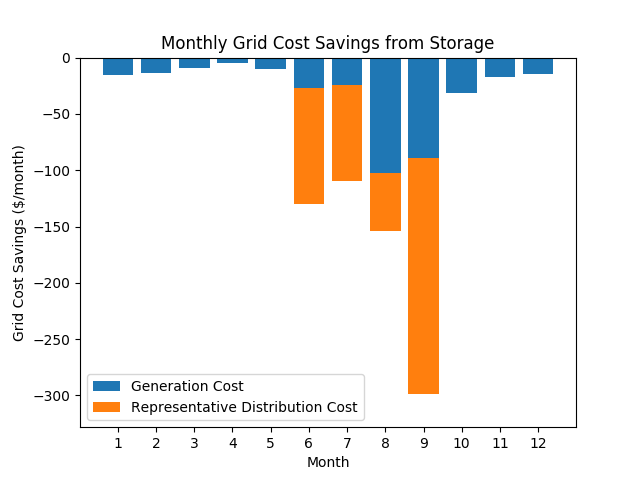 Monthly Grid Cost Savings from Storage
0
−50
−100
−150
−200
−250
−300
Grid Cost Savings ($/month)
Generation Cost
Representative Distribution Cost
1 2 3 4 5 6 7 8 9 10 11 12
Month